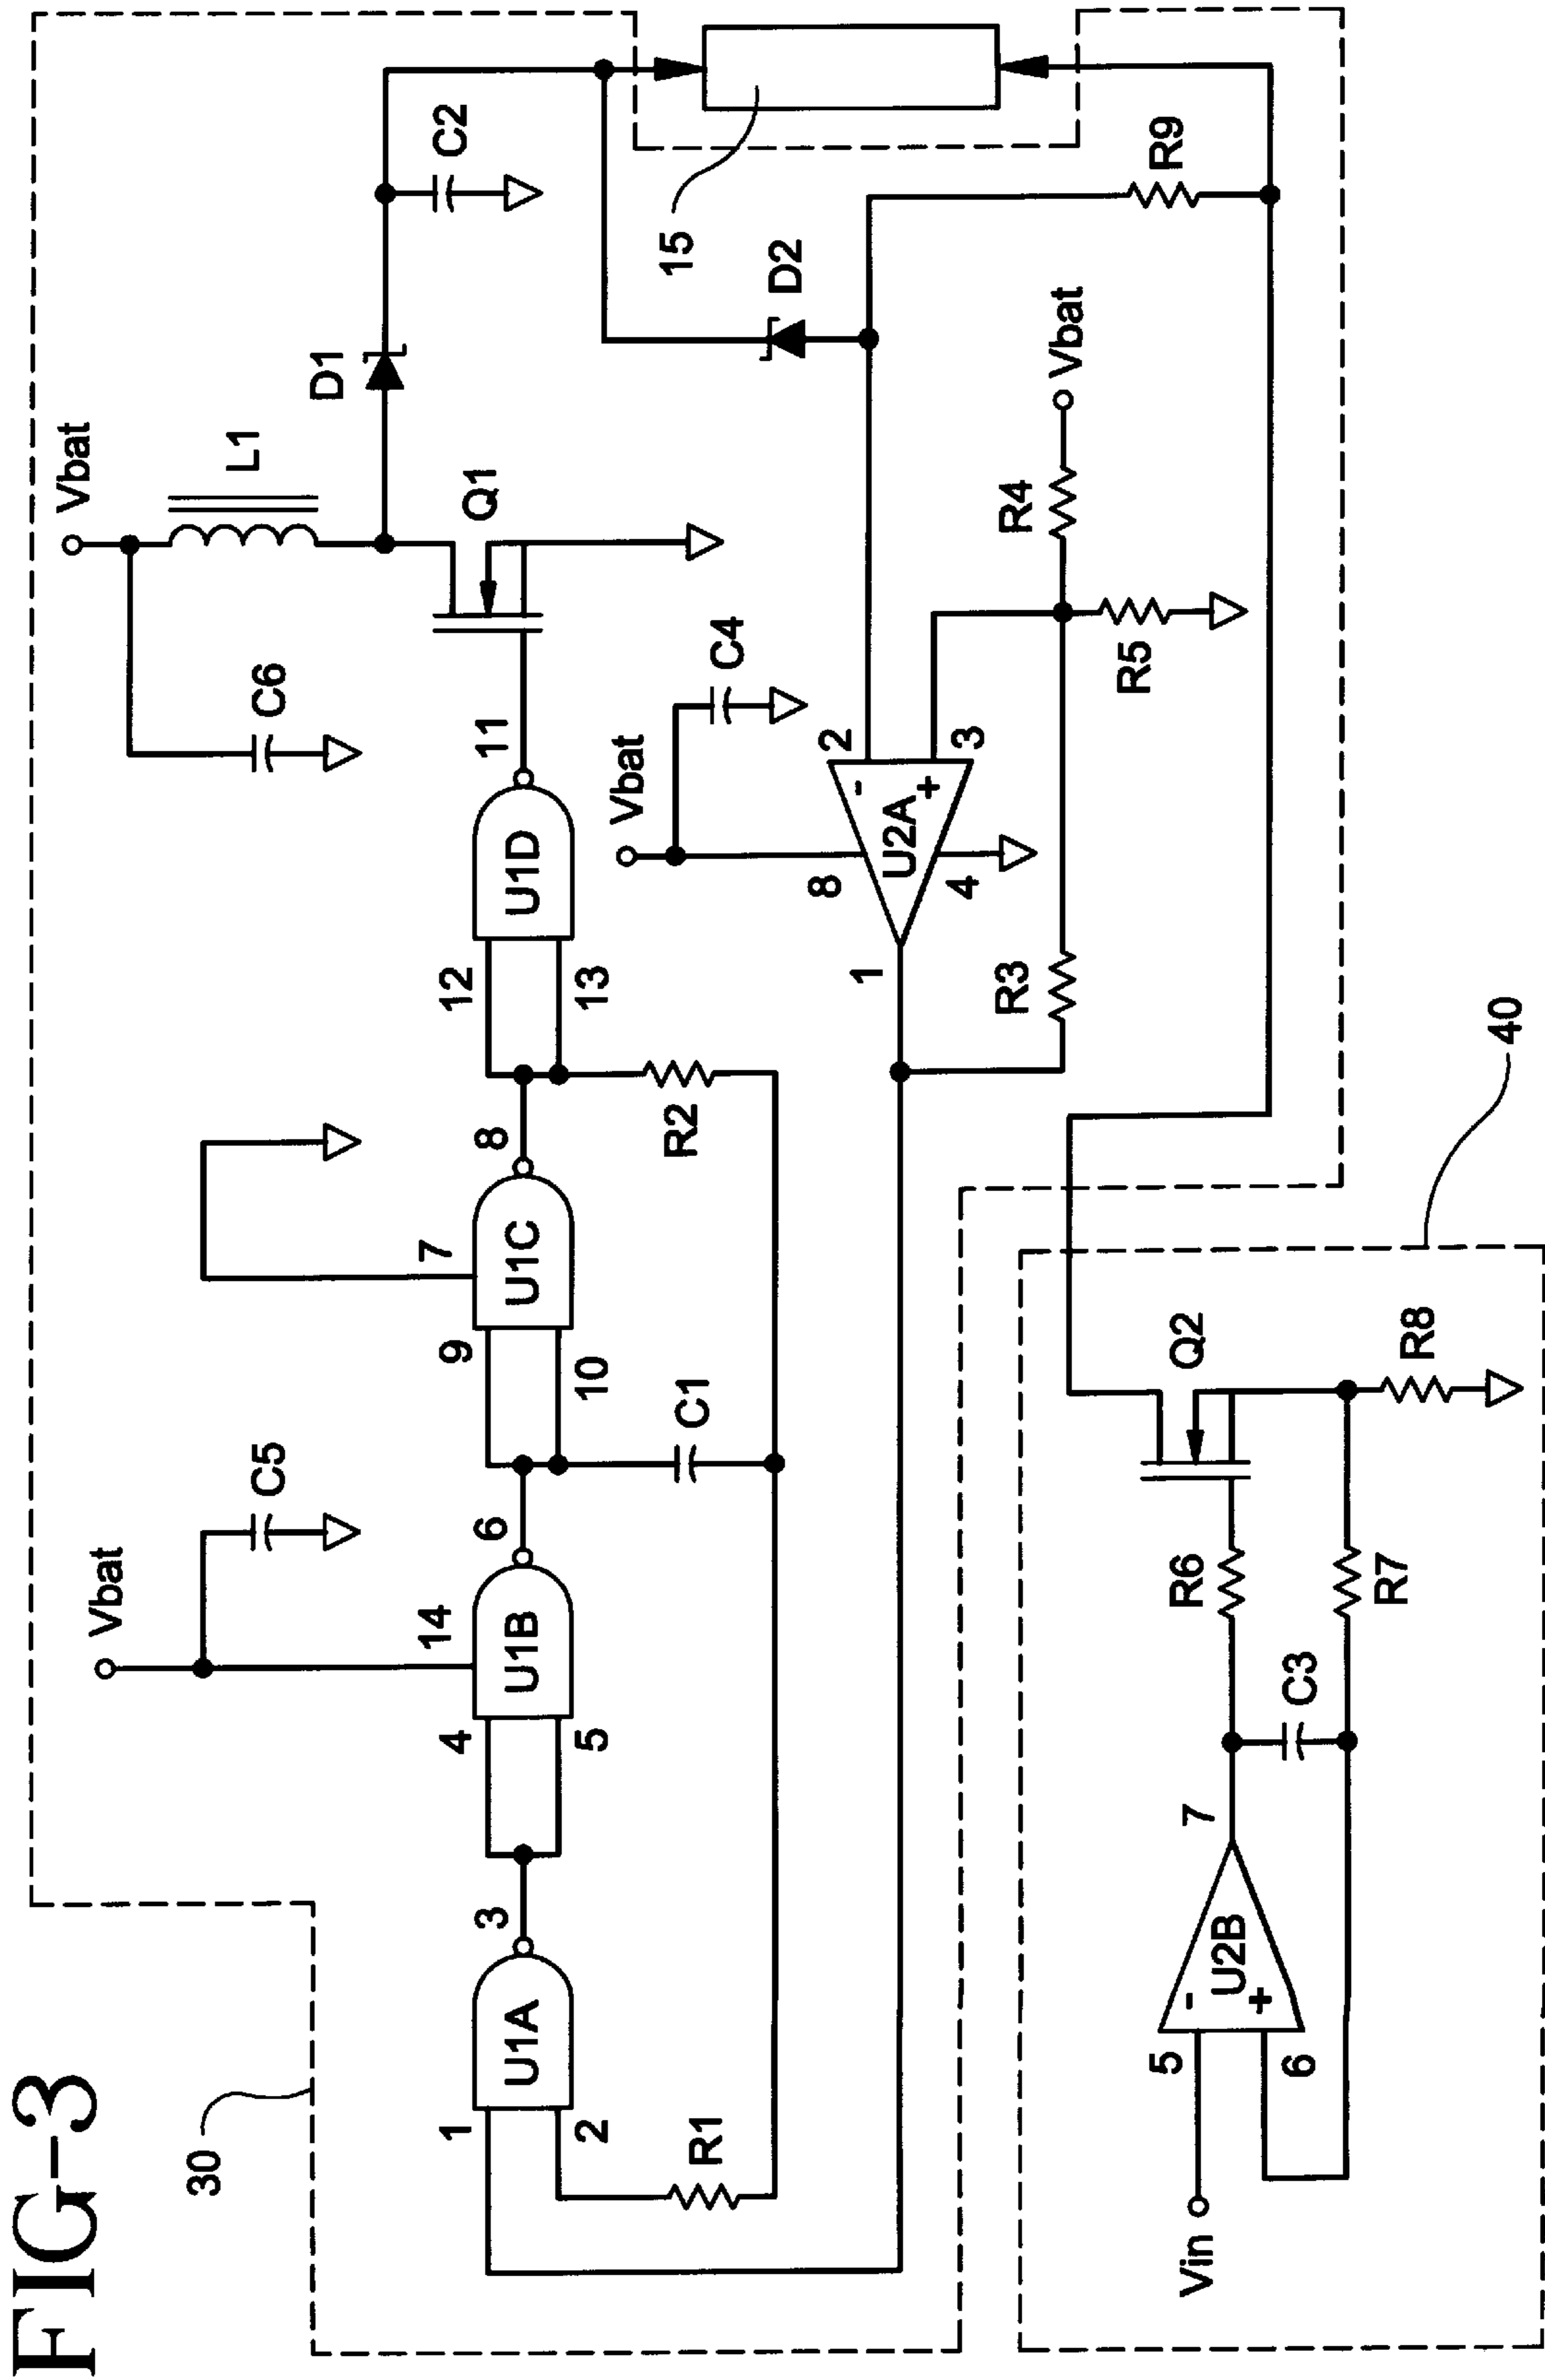 FIG-3
30
Vbat
C5
Vbat
C6
L1
D1
C2
1
2
U1A
3
4
5
U1B
14
6
9
10
U1C
7
8
12
13
U1D
11
Q1
R1
C1
R2
Vbat
C4
15
8
1
U2A
-
+
4
2
3
D2
R9
R3
R4
Vbat
R5
40
Vin
5
6
-
+
U2B
7
C3
R6
R7
Q2
R8